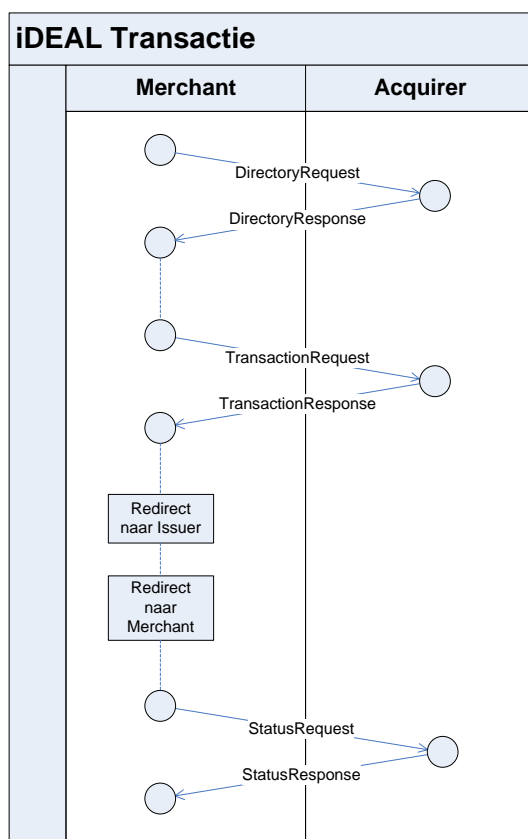 iDEAL Transactie
Merchant
Acquirer
DirectoryRequest
DirectoryResponse
TransactionRequest
TransactionResponse
Redirect
naar Issuer
Redirect
naar
Merchant
StatusRequest
StatusResponse